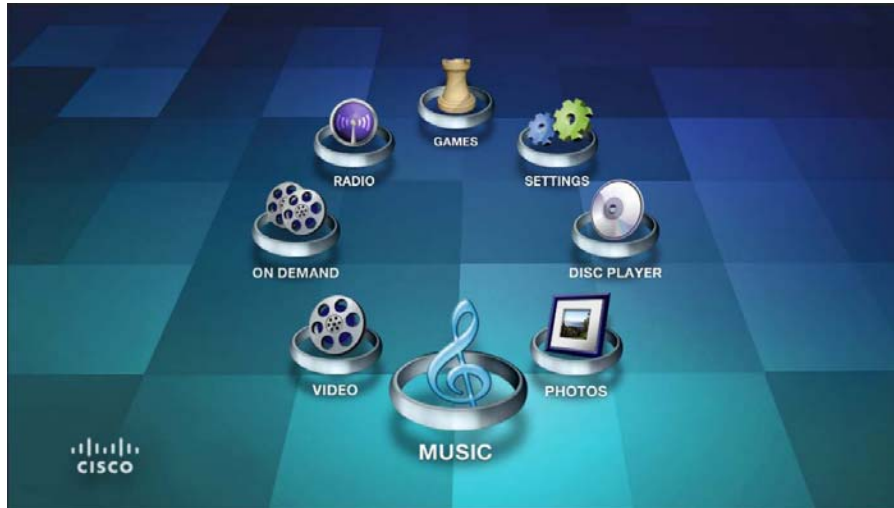 GAMES
RADIO
SETTINGS
ON DEMAND
DISC PLAYER
VIDEO
PHOTOS
MUSIC
CISCO